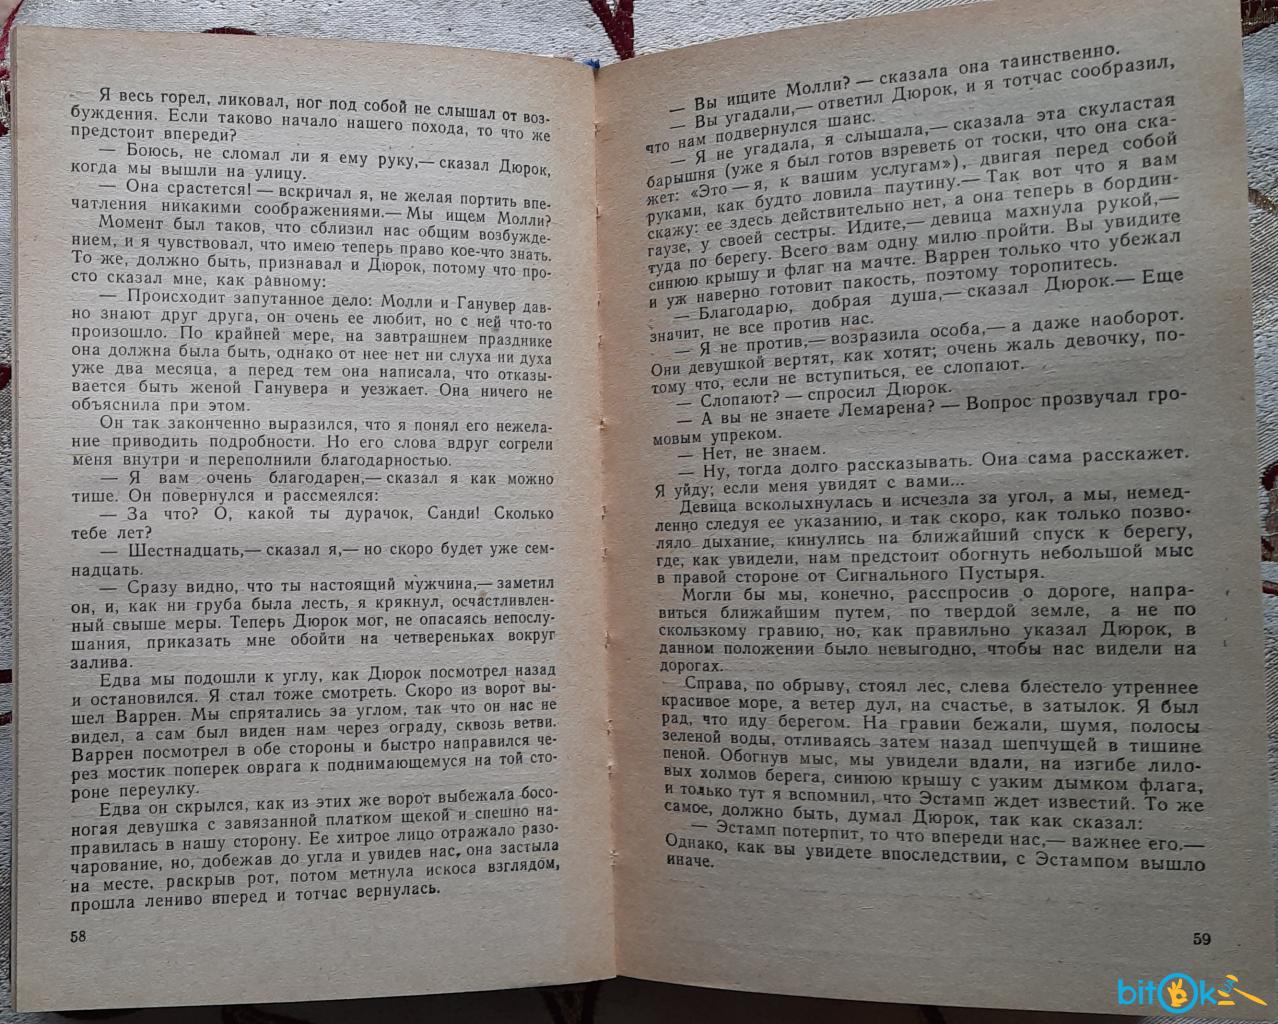 Я весь горел, ликовал, ног под собой не слышал от воз-
буждения. Если таково начало нашего похода, то что же
предстоит впереди?
— Боюсь, не сломал ли я ему руку,— сказал Дюрок,
когда мы вышли на улицу.
— Она срастется! — вскричал я, не желая портить впе-
чатления никакими соображениями.— Мы ищем Молли?
Момент был таков, что сблизил нас общим возбужде-
нием, и я чувствовал, что имею теперь право кое-что знать.
То же, должно быть, признавал и Дюрок, потому что про-
сто сказал мне, как равному:
— Происходит запутанное дело: Молли и Ганувер дав-
но знают друг друга, он очень ее любит, но с ней что-то
произошло. По крайней мере, на завтрашнем празднике
она должна была быть, однако от нее нет ни слуха ни духа
уже два месяца, а перед тем она написала, что отказы-
вается быть женой Ганувера и уезжает. Она ничего не
объяснила при этом.
Он так законченно выразился, что я понял его нежела-
ние приводить подробности. Но его слова вдруг согрели
меня внутри и переполнили благодарностью.
— Я вам очень благодарен,— сказал я как можно
тише. Он повернулся и рассмеялся:
— За что? О, какой ты дурачок, Санди! Сколько
тебе лет?
— Шестнадцать,— сказал я,— но скоро будет уже сем-
надцать.
— Сразу видно, что ты настоящий мужчина,— заметил
он, и, как ни груба была лесть, я крякнул, осчастливлен-
ный свыше меры. Теперь Дюрок мог, не опасаясь непослу-
шания, приказать мне обойти на четвереньках вокруг
залива.
Едва мы подошли к углу, как Дюрок посмотрел назад
и остановился. Я стал тоже смотреть. Скоро из ворот вы-
шел Варрен. Мы спрятались за углом, так что он нас не
видел, а сам был виден нам через ограду, сквозь ветви.
Варрен посмотрел в обе стороны и быстро направился че-
рез мостик поперек оврага к поднимающемуся на той сто-
роне переулку.
Едва он скрылся, как из этих же ворот выбежала босо-
ногая девушка с завязанной платком щекой и спешно на-
правилась в нашу сторону. Ее хитрое лицо отражало разо-
чарование, но, добежав до угла и увидев нас, она застыла
на месте, раскрыв рот, потом метнула искоса взглядом,
прошла лениво вперед и тотчас вернулась.
58
— Вы ищите Молли? — сказала она таинственно.
— Вы угадали,— ответил Дюрок, и я тотчас сообразил,
что нам подвернулся шанс.
— Я не угадала, я слышала,— сказала эта скуластая
барышня (уже я был готов взреветь от тоски, что она ска-
жет: «Это — я, к вашим услугам»), двигая перед собой
руками, как будто ловила паутину.— Так вот что я вам
скажу: ее здесь действительно нет, а она теперь в бордин-
гаузе, у своей сестры. Идите,— девица махнула рукой,—
туда по берегу. Всего вам одну милю пройти. Вы увидите
синюю крышу и флаг на мачте. Варрен только что убежал
и уж наверно готовит пакость, поэтому торопитесь.
— Благодарю, добрая душа,— сказал Дюрок.— Еще
значит, не все против нас.
— Я не против,— возразила особа,— а даже наоборот.
Они девушкой вертят, как хотят; очень жаль девочку, по-
тому что, если не вступиться, ее слопают.
— Слопают? — спросил Дюрок.
— А вы не знаете Лемарена? — Вопрос прозвучал гро-
мовым упреком.
— Нет, не знаем.
— Ну, тогда долго рассказывать. Она сама расскажет.
Я уйду; если меня увидят с вами...
Девица всколыхнулась и исчезла за угол, а мы, немед-
ленно следуя ее указанию, и так скоро, как только позво-
ляло дыхание, кинулись на ближайший спуск к берегу,
где, как увидели, нам предстоит обогнуть небольшой мыс
в правой стороне от Сигнального Пустыря.
Могли бы мы, конечно, расспросив о дороге, напра-
виться ближайшим путем, по твердой земле, а не по
скользкому гравию, но, как правильно указал Дюрок, в
данном положении было невыгодно, чтобы нас видели на
дорогах.
Справа, по обрыву, стоял лес, слева блестело утреннее
красивое море, а ветер дул, на счастье, в затылок. Я был
рад, что иду берегом. На гравии бежали, шумя, полосы
зеленой воды, отливаясь затем назад шепчущей в тишине
пеной. Обогнув мыс, мы увидели вдали, на изгибе лило-
вых холмов берега, синюю крышу с узким дымком флага,
и только тут я вспомнил, что Эстамп ждет известий. То же
самое, должно быть, думал Дюрок, так как сказал:
— Эстамп потерпит, то что впереди нас,— важнее его.—
Однако, как вы увидите впоследствии, с Эстампом вышло
иначе.
59
bitok